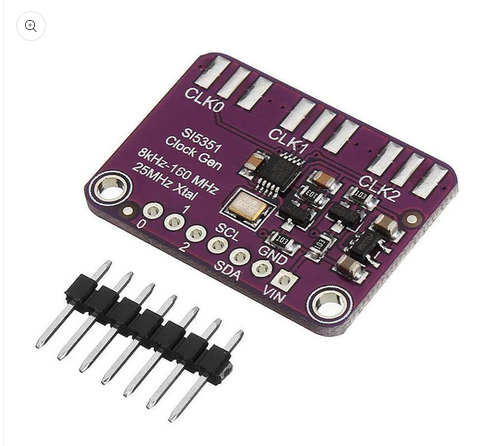 CLK0
CLK1
CLK2
SI5351
Clock Gen
8kHz-160 MHz
25MHz Xtal
0
1
2
SCL
SDA
GND
VIN